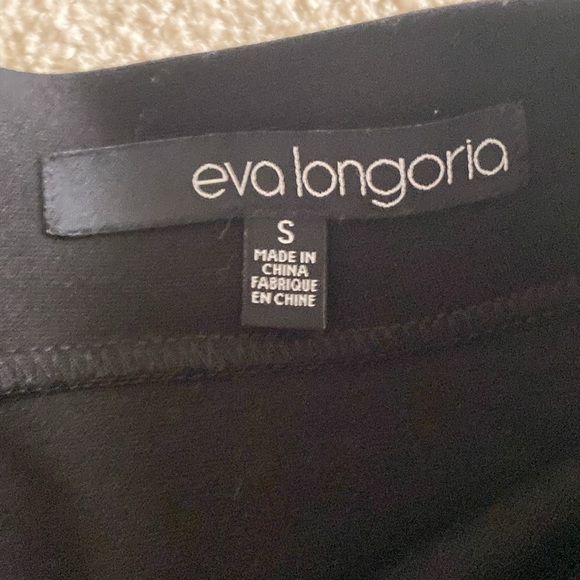 eva longoria
S
MADE IN
CHINA
FABRIQUE
EN CHINE